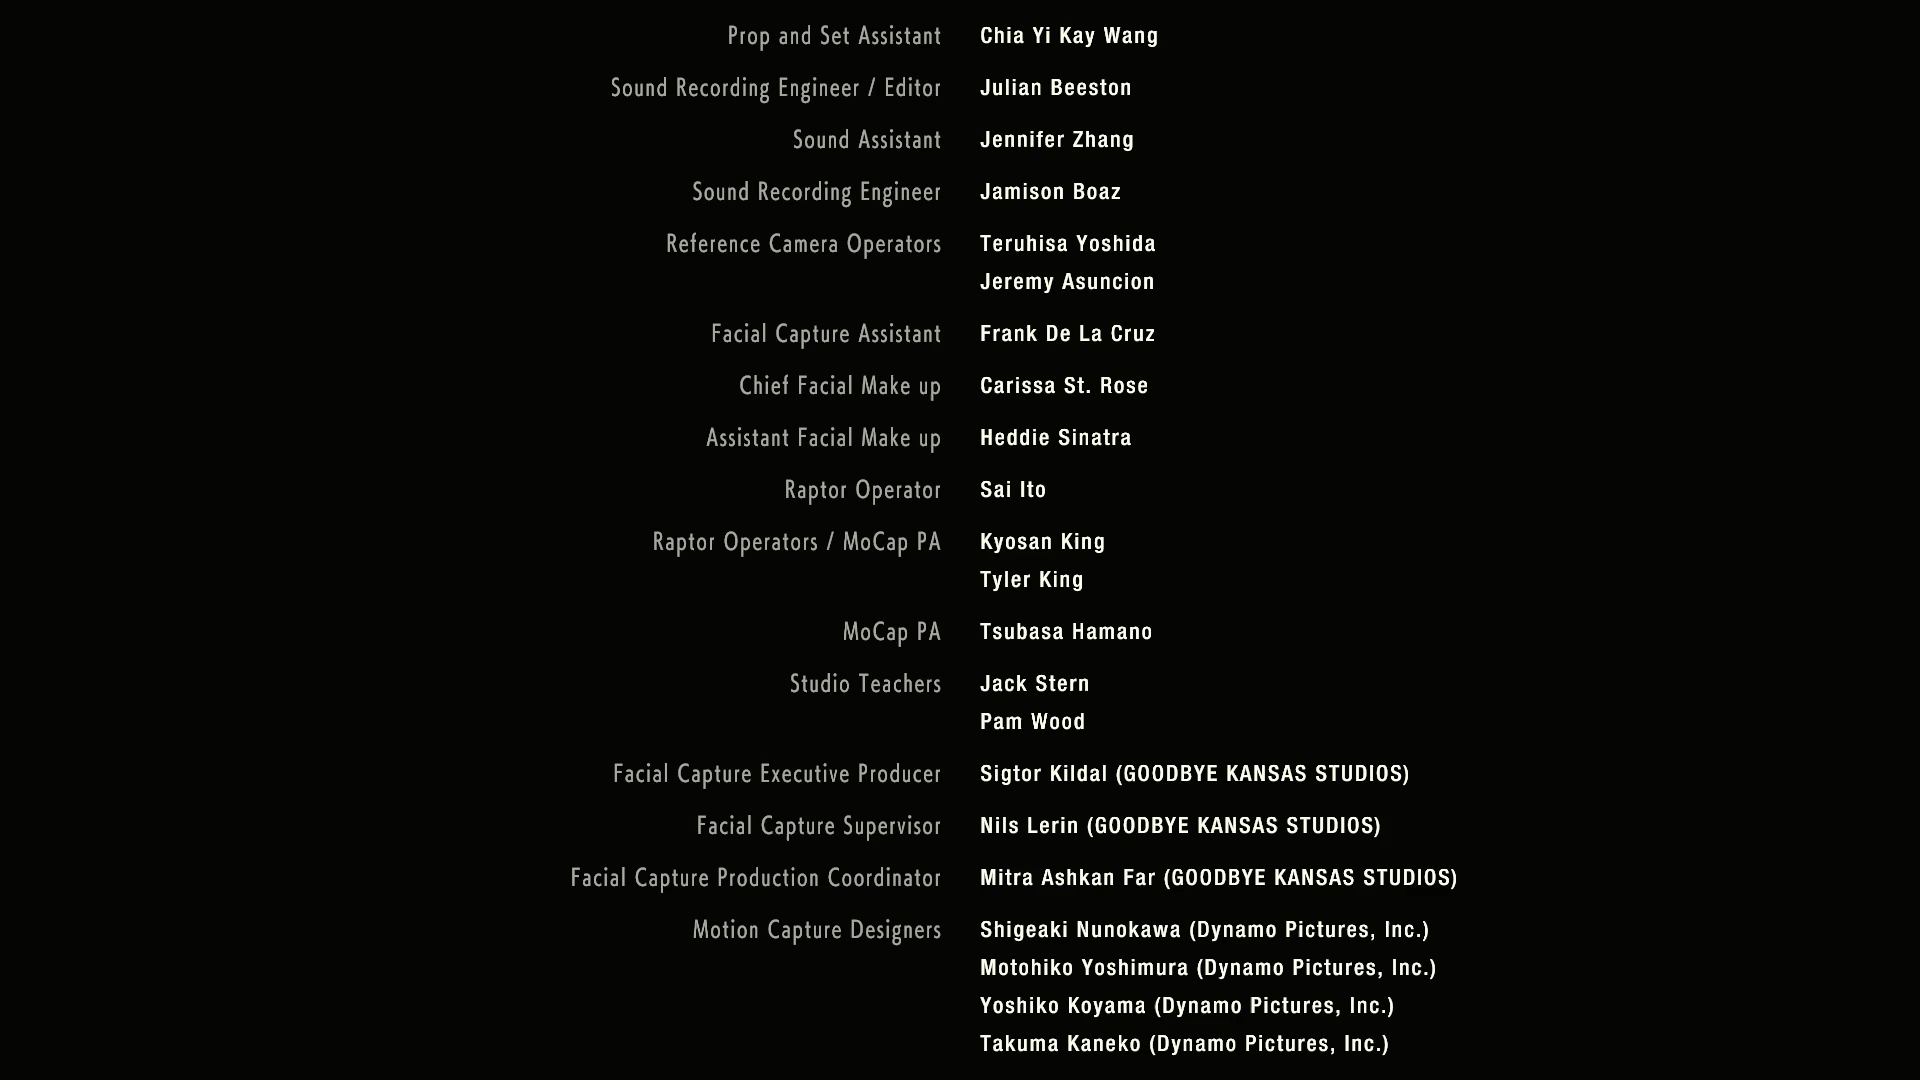 Prop and Set Assistant Chia Yi Kay Wang
Sound Recording Engineer / Editor Julian Beeston
Sound Assistant Jennifer Zhang
Sound Recording Engineer Jamison Boaz
Reference Camera Operators Teruhisa Yoshida
Jeremy Asuncion
Facial Capture Assistant Frank De La Cruz
Chief Facial Make up Carissa St. Rose
Assistant Facial Make up Heddie Sinatra
Raptor Operator Sai Ito
Raptor Operators / MoCap PA Kyosan King
Tyler King
MoCap PA Tsubasa Hamano
Studio Teachers Jack Stern
Pam Wood
Facial Capture Executive Producer Sigtor Kildal (GOODBYE KANSAS STUDIOS)
Facial Capture Supervisor Nils Lerin (GOODBYE KANSAS STUDIOS)
Facial Capture Production Coordinator Mitra Ashkan Far (GOODBYE KANSAS STUDIOS)
Motion Capture Designers Shigeaki Nunokawa (Dynamo Pictures, Inc.)
Motohiko Yoshimura (Dynamo Pictures, Inc.)
Yoshiko Koyama (Dynamo Pictures, Inc.)
Takuma Kaneko (Dynamo Pictures, Inc.)